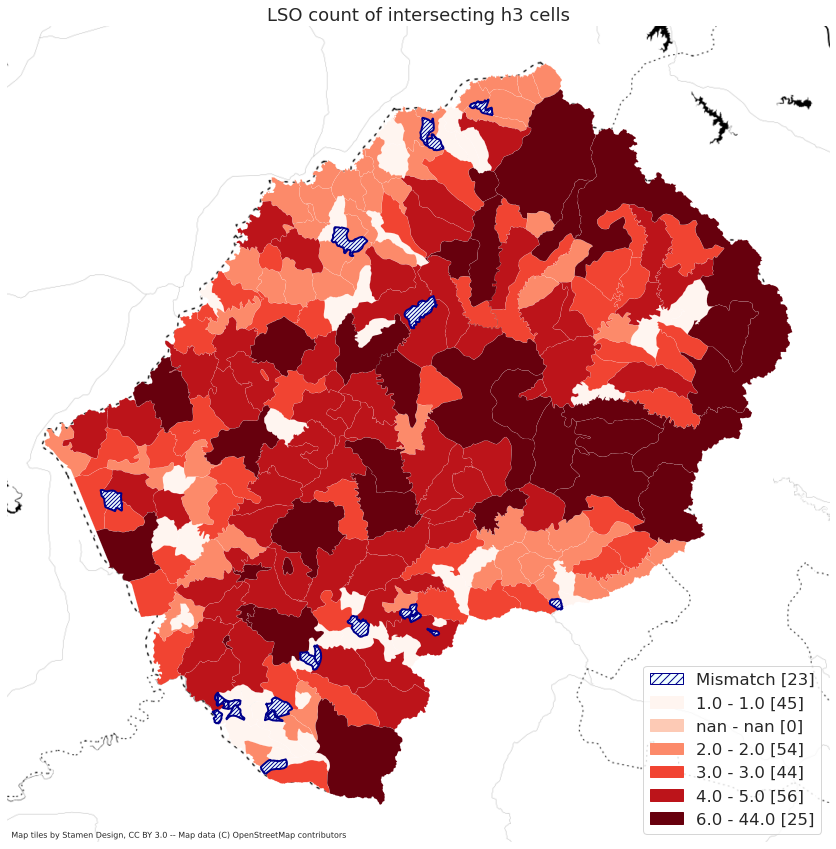 LSO count of intersecting h3 cells
Mismatch [23]
1.0 - 1.0 [45]
nan - nan [0]
2.0 - 2.0 [54]
3.0 - 3.0 [44]
4.0 - 5.0 [56]
6.0 - 44.0 [25]
Map tiles by Stamen Design, CC BY 3.0 -- Map data (C) OpenStreetMap contributors